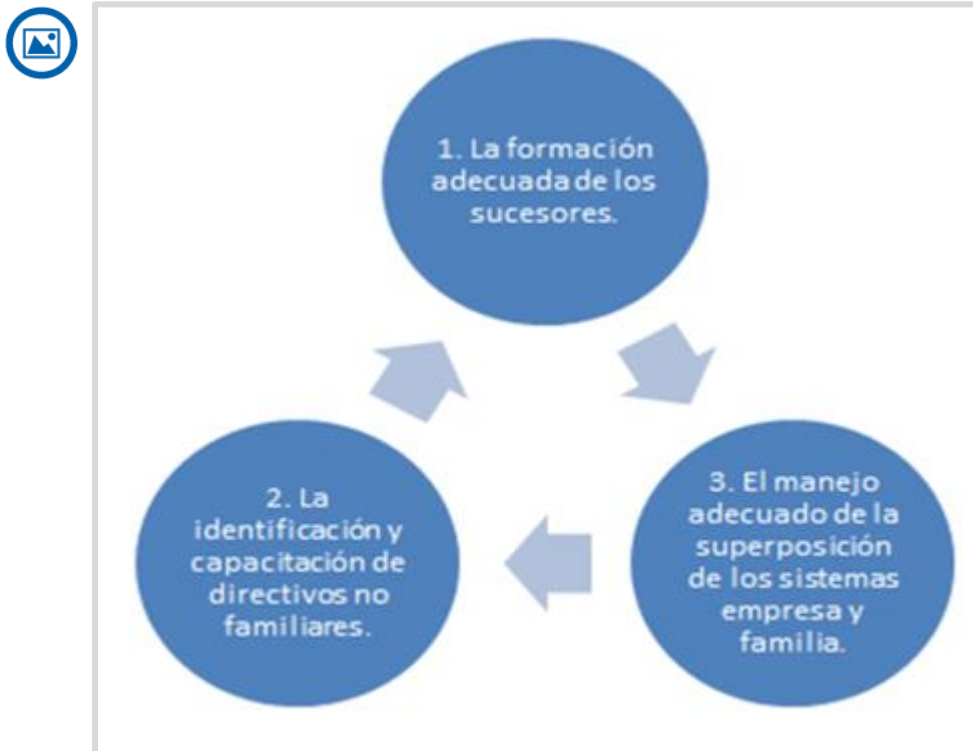 1. La formación
adecuada de los
sucesores.
2. La
identificación y
capacitación de
directivos no
familiares.
3. El manejo
adecuado de la
superposición
de los sistemas
empresa y
familia.